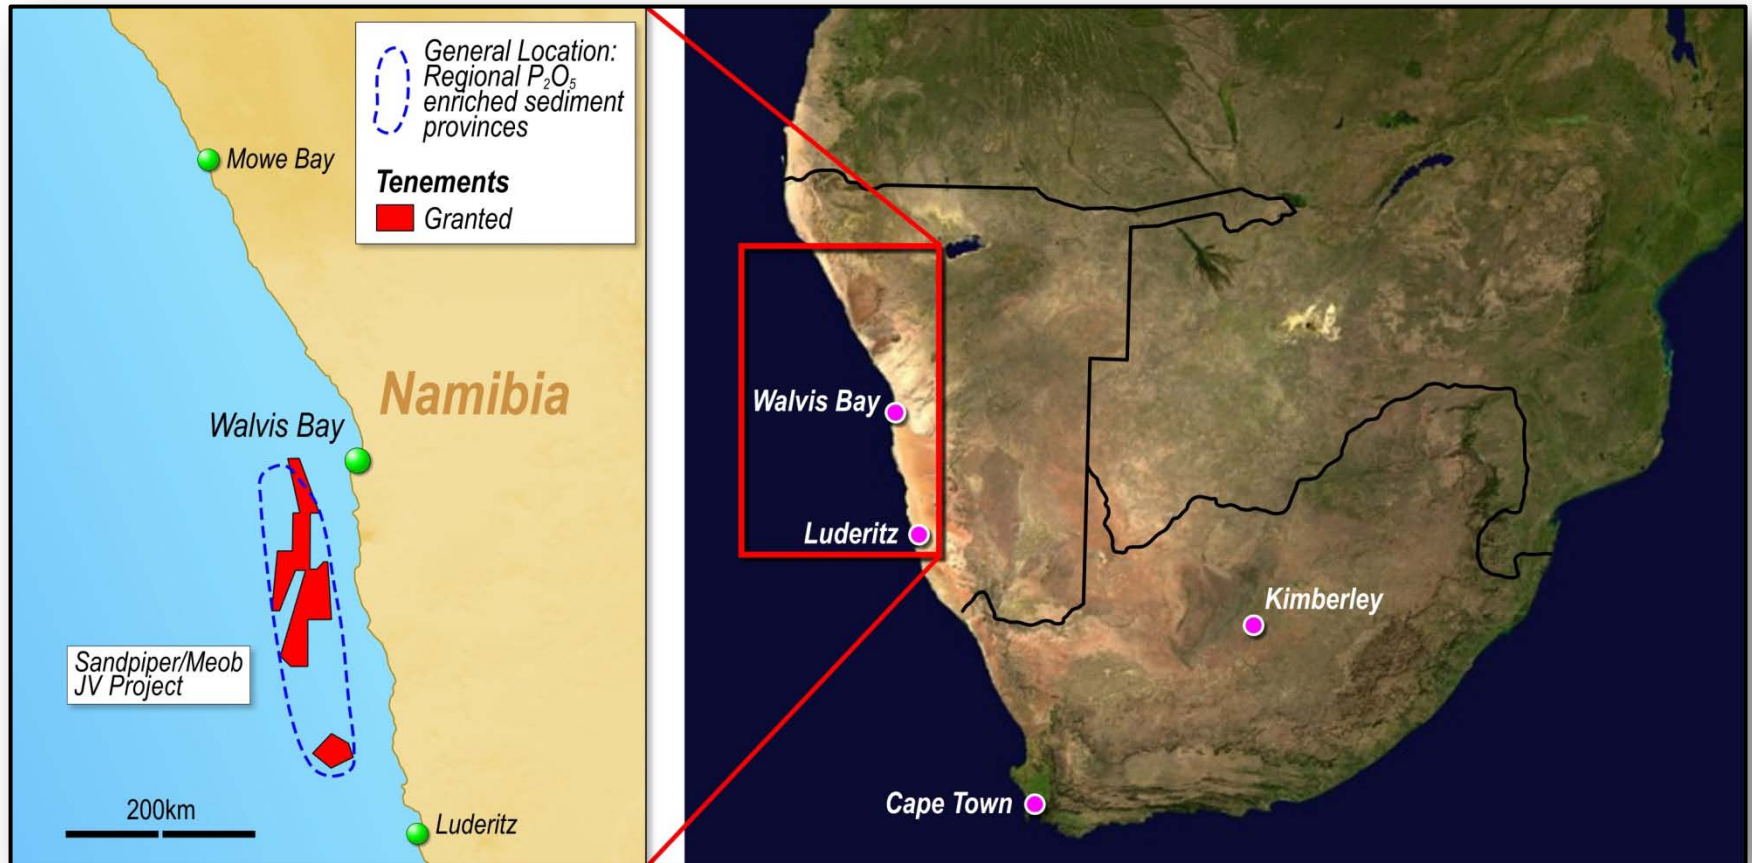 General Location:
Regional P₂O₅
enriched sediment
provinces
Tenements
Granted
Mowe Bay
Namibia
Walvis Bay
Sandpiper/Meob
JV Project
200km
Luderitz
Walvis Bay
Luderitz
Kimberley
Cape Town